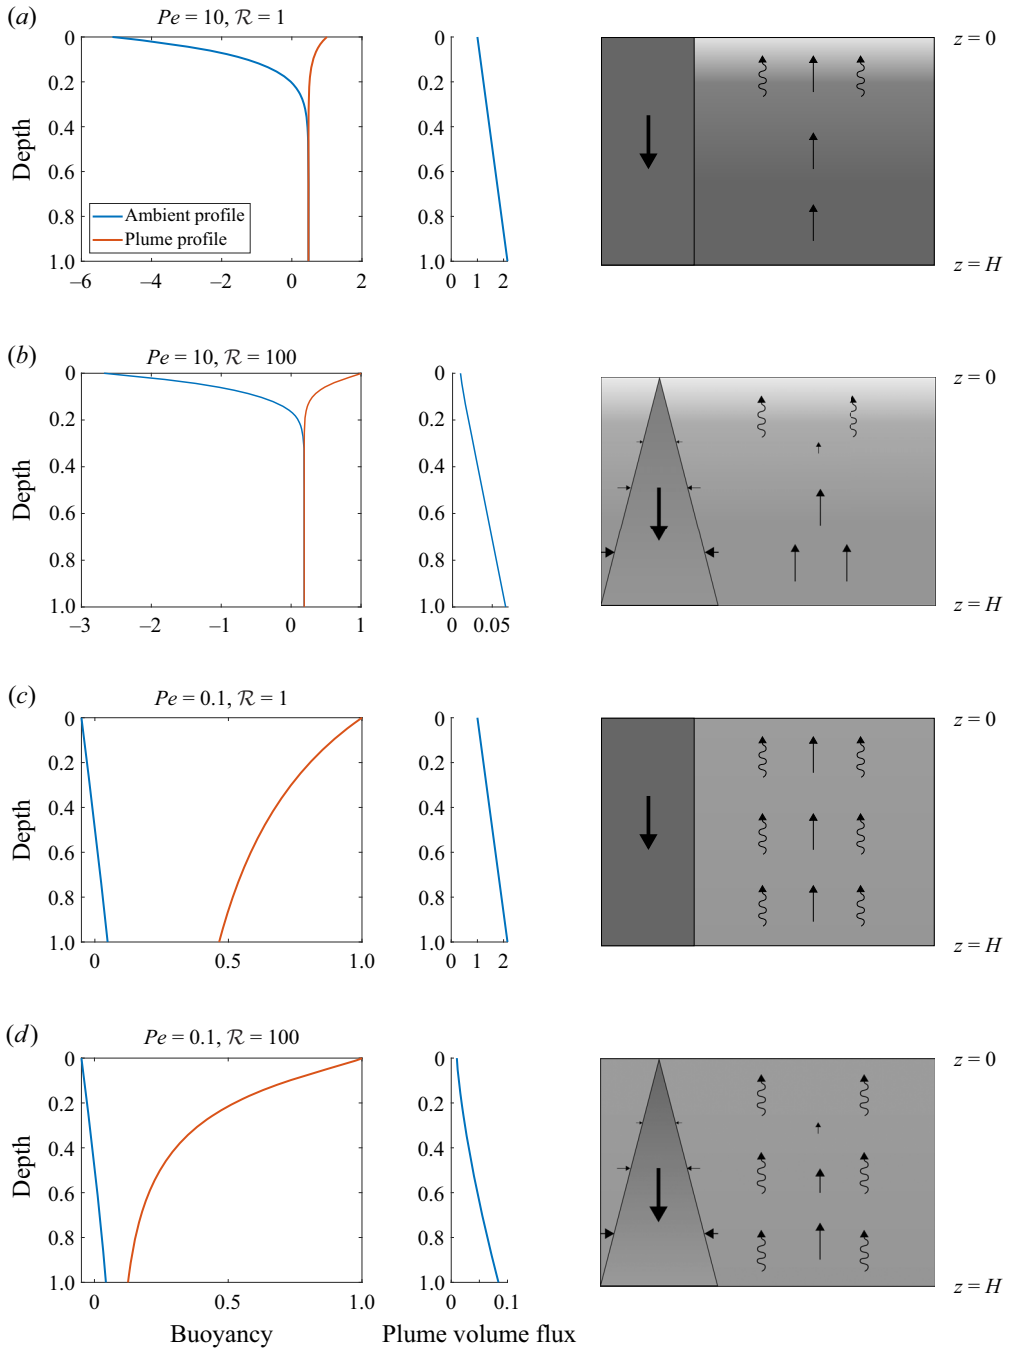 (a)
Pe = 10, ℛ = 1
0
0.2
0.4
0.6
0.8
1.0
Depth
Ambient profile
Plume profile
–6 –4 –2 0 2
0
0.2
0.4
0.6
0.8
1.0
0 1 2
z = 0
z = H
(b)
Pe = 10, ℛ = 100
0
0.2
0.4
0.6
0.8
1.0
Depth
–3 –2 –1 0 1
0
0.2
0.4
0.6
0.8
1.0
0 0.05
z = 0
z = H
(c)
Pe = 0.1, ℛ = 1
0
0.2
0.4
0.6
0.8
1.0
Depth
0 0.5 1.0
0
0.2
0.4
0.6
0.8
1.0
0 1 2
z = 0
z = H
(d)
Pe = 0.1, ℛ = 100
0
0.2
0.4
0.6
0.8
1.0
Depth
0 0.5 1.0
Buoyancy
0
0.2
0.4
0.6
0.8
1.0
0 0.1
Plume volume flux
z = 0
z = H